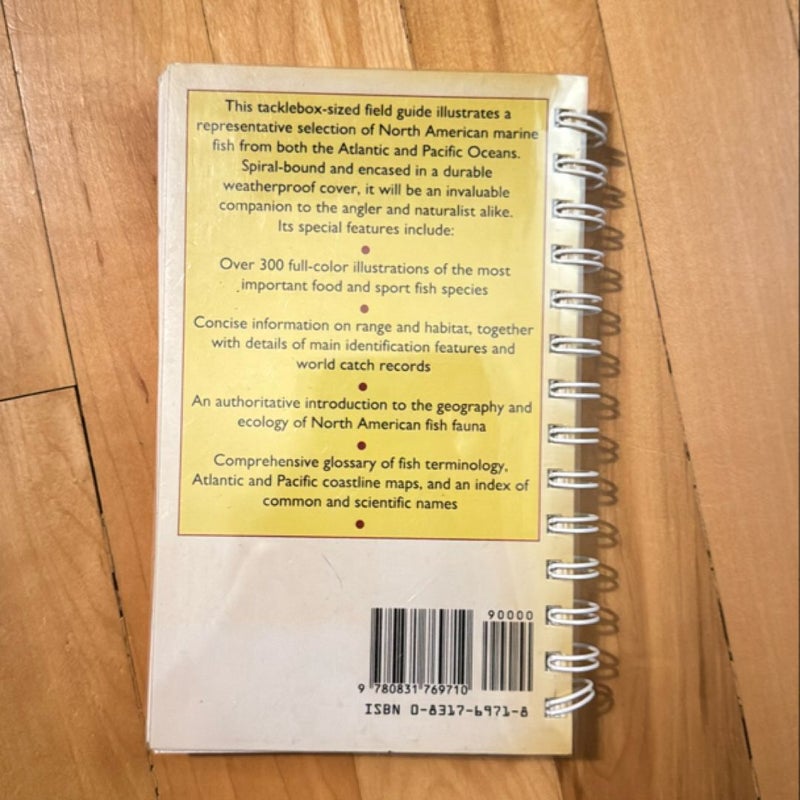 This tacklebox-sized field guide illustrates a
representative selection of North American marine
fish from both the Atlantic and Pacific Oceans.
Spiral-bound and encased in a durable
weatherproof cover, it will be an invaluable
companion to the angler and naturalist alike.
Its special features include:
•
Over 300 full-color illustrations of the most
important food and sport fish species
•
Concise information on range and habitat, together
with details of main identification features and
world catch records
•
An authoritative introduction to the geography and
ecology of North American fish fauna
•
Comprehensive glossary of fish terminology,
Atlantic and Pacific coastline maps, and an index of
common and scientific names
•
90000
9 780831 769710
ISBN 0-8317-6971-8